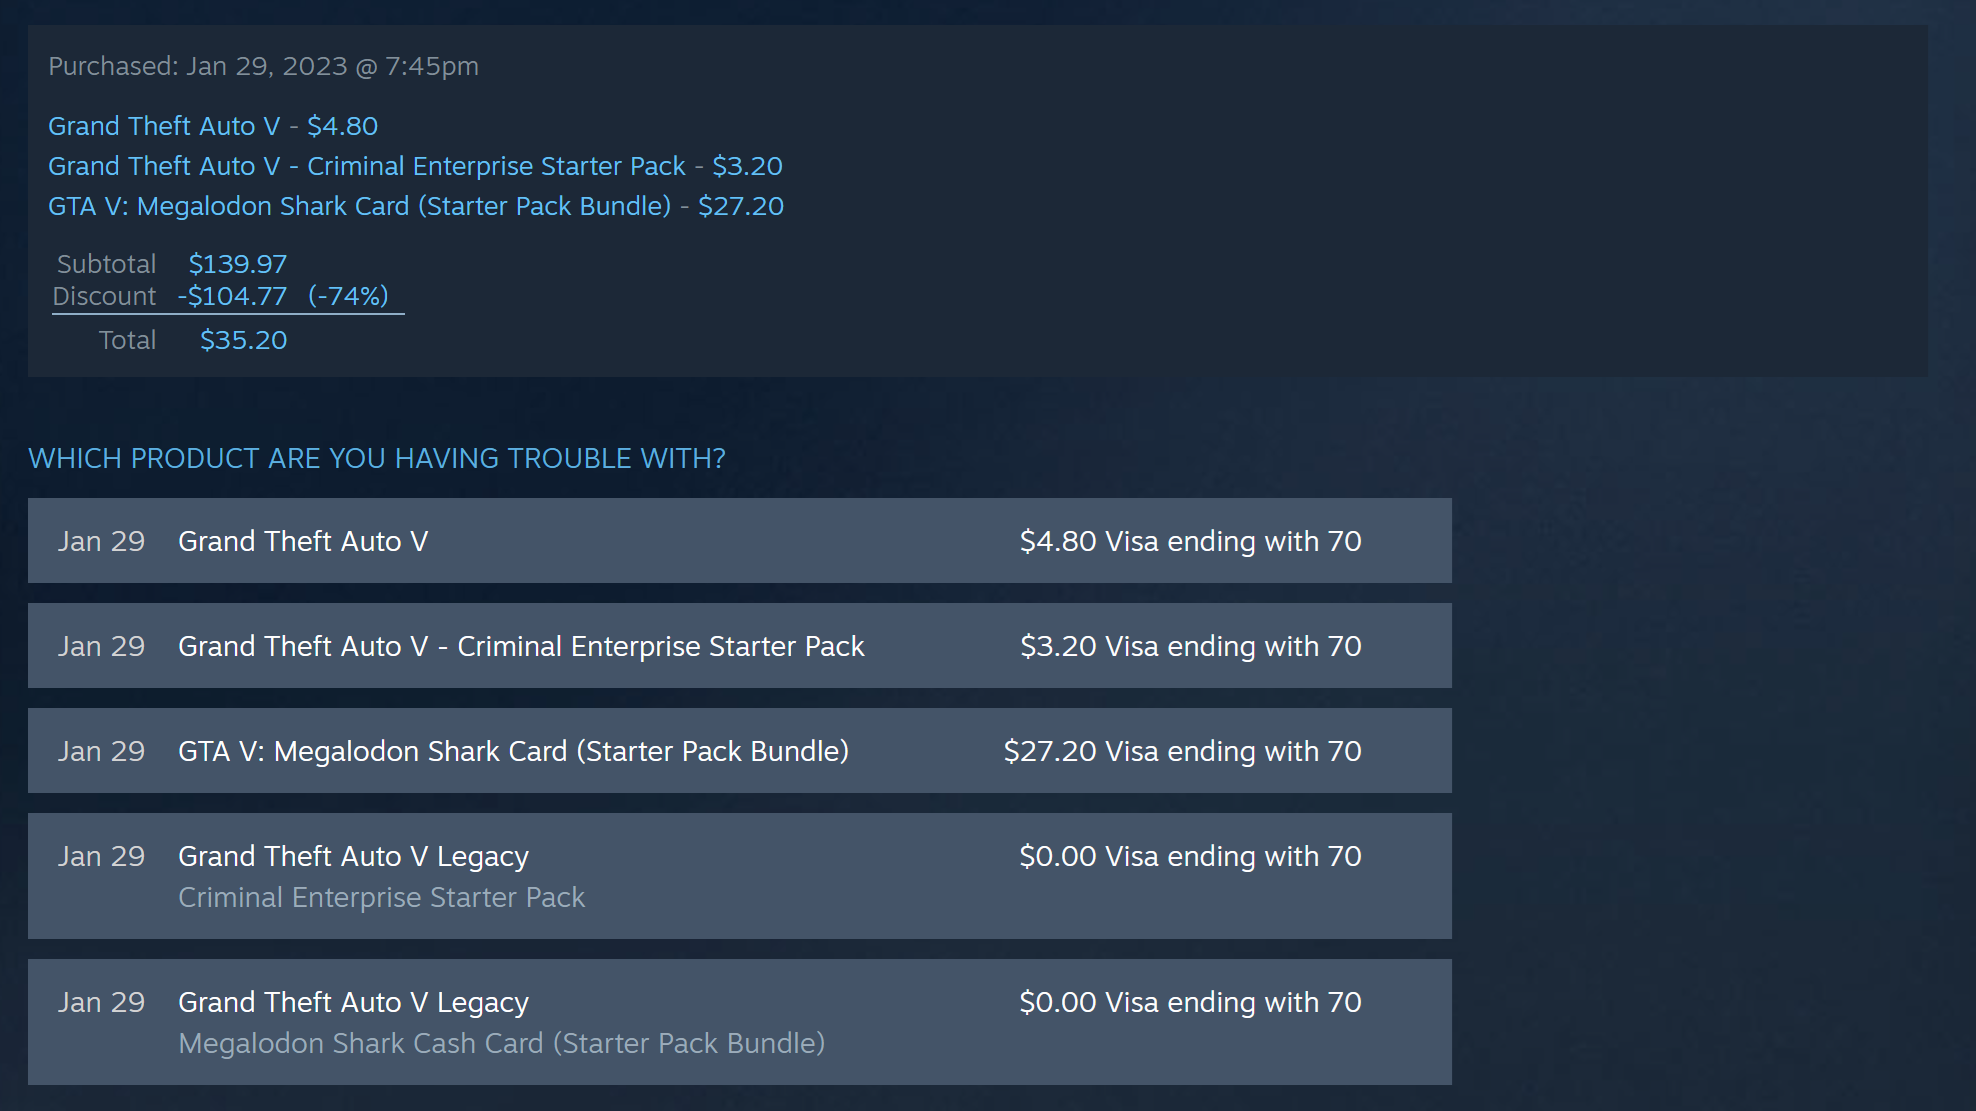 Purchased: Jan 29, 2023 @ 7:45pm
Grand Theft Auto V - $4.80
Grand Theft Auto V - Criminal Enterprise Starter Pack - $3.20
GTA V: Megalodon Shark Card (Starter Pack Bundle) - $27.20
Subtotal $139.97
Discount -$104.77 (-74%)
Total $35.20
WHICH PRODUCT ARE YOU HAVING TROUBLE WITH?
Jan 29 Grand Theft Auto V $4.80 Visa ending with 70
Jan 29 Grand Theft Auto V - Criminal Enterprise Starter Pack $3.20 Visa ending with 70
Jan 29 GTA V: Megalodon Shark Card (Starter Pack Bundle) $27.20 Visa ending with 70
Jan 29 Grand Theft Auto V Legacy $0.00 Visa ending with 70
Criminal Enterprise Starter Pack
Jan 29 Grand Theft Auto V Legacy $0.00 Visa ending with 70
Megalodon Shark Cash Card (Starter Pack Bundle)